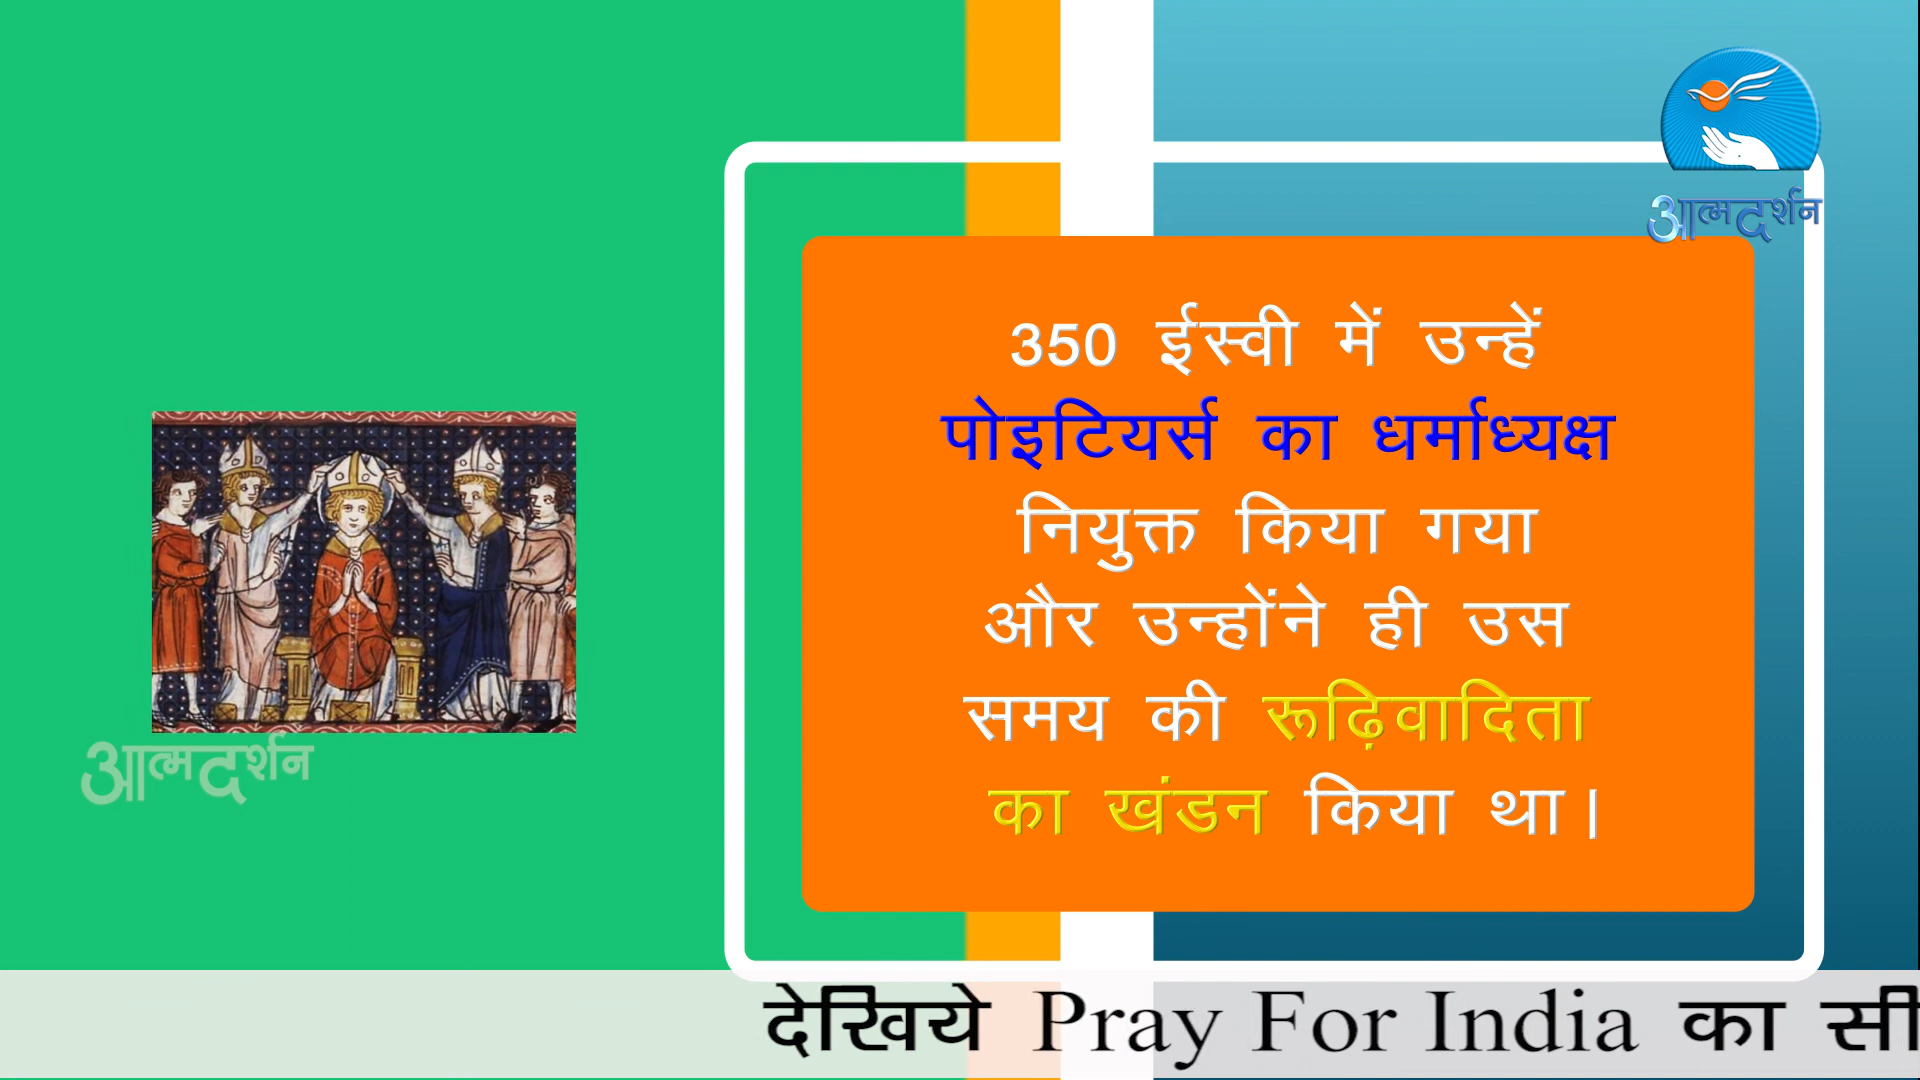 आत्मदर्शन
350 ईस्वी में उन्हें
पोइटियर्स का धर्माध्यक्ष
नियुक्त किया गया
और उन्होंने ही उस
समय की रूढ़िवादिता
का खंडन किया था।
आत्मदर्शन
देखिये Pray For India का